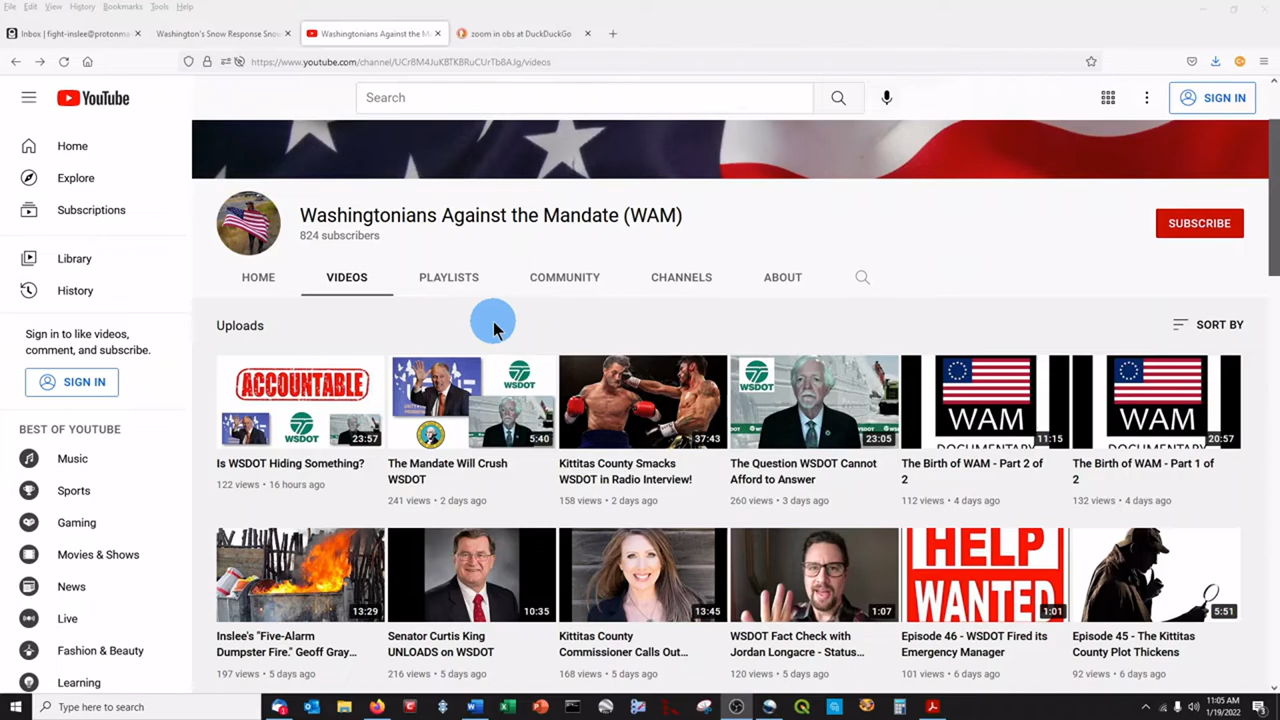 File Edit View History Bookmarks Tools Help
Inbox | fight-inslee@protonma
Washington's Snow Response Snow
Washingtonians Against the M
zoom in obs at DuckDuckGo
YouTube
Search
SIGN IN
Home
Explore
Subscriptions
Library
History
Sign in to like videos,
comment, and subscribe.
SIGN IN
BEST OF YOUTUBE
Music
Sports
Gaming
Movies & Shows
News
Live
Fashion & Beauty
Learning
Washingtonians Against the Mandate (WAM)
824 subscribers
SUBSCRIBE
HOME VIDEOS PLAYLISTS COMMUNITY CHANNELS ABOUT
Uploads
SORT BY
ACCOUNTABLE
WSDOT
23:57
Is WSDOT Hiding Something?
122 views • 16 hours ago
WSDOT
5:40
The Mandate Will Crush
WSDOT
241 views • 2 days ago
37:43
Kittitas County Smacks
WSDOT in Radio Interview!
158 views • 2 days ago
WSDOT
23:05
The Question WSDOT Cannot
Afford to Answer
260 views • 3 days ago
WAM
DOCUMENTARY
11:15
The Birth of WAM - Part 2 of
2
112 views • 4 days ago
WAM
DOCUMENTARY
20:57
The Birth of WAM - Part 1 of
2
132 views • 4 days ago
13:29
Inslee's "Five-Alarm
Dumpster Fire." Geoff Gray...
197 views • 5 days ago
10:35
Senator Curtis King
UNLOADS on WSDOT
216 views • 5 days ago
13:45
Kittitas County
Commissioner Calls Out...
168 views • 5 days ago
1:07
WSDOT Fact Check with
Jordan Longacre - Status...
120 views • 5 days ago
HELP
WANTED
1:01
Episode 46 - WSDOT Fired its
Emergency Manager
101 views • 6 days ago
5:51
Episode 45 - The Kittitas
County Plot Thickens
92 views • 6 days ago
Type here to search
11:05 AM
1/19/2022